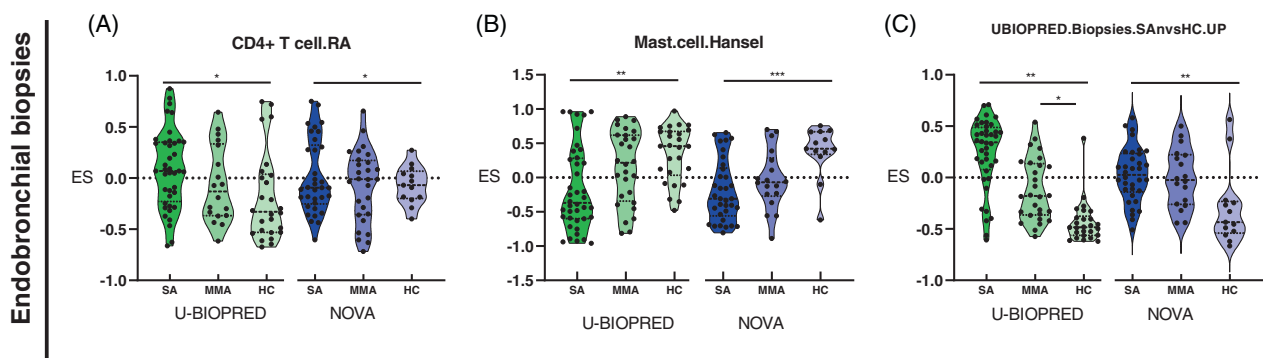 Endobronchial biopsies
(A)
CD4+ T cell.RA
ES
1.0
0.5
0.0
-0.5
-1.0
* *
SA MMA HC SA MMA HC
U-BIOPRED NOVA
(B)
Mast.cell.Hansel
ES
1.5
1.0
0.5
0.0
-0.5
-1.0
-1.5
** ***
SA MMA HC SA MMA HC
U-BIOPRED NOVA
(C)
UBIOPRED.Biopsies.SAnvsHC.UP
ES
1.0
0.5
0.0
-0.5
-1.0
** **
*
SA MMA HC SA MMA HC
U-BIOPRED NOVA